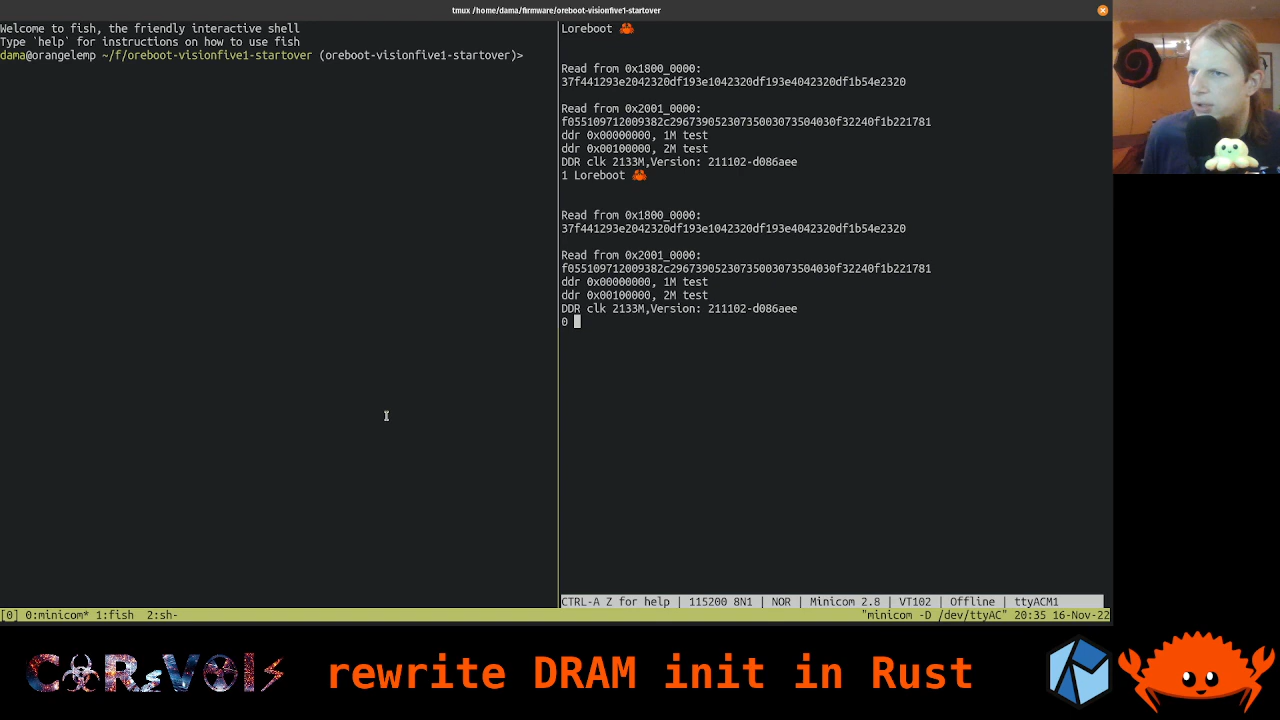 tmux /home/dama/firmware/oreboot-visionfive1-startover
Welcome to fish, the friendly interactive shell
Type `help` for instructions on how to use fish
dama@orangelemp ~/f/oreboot-visionfive1-startover (oreboot-visionfive1-startover)>
Loreboot 🦀
Read from 0x1800_0000:
37f441293e2042320df193e1042320df193e4042320df1b54e2320
Read from 0x2001_0000:
f055109712009382c29673905230735003073504030f32240f1b221781
ddr 0x00000000, 1M test
ddr 0x00100000, 2M test
DDR clk 2133M,Version: 211102-d086aee
1 Loreboot 🦀
Read from 0x1800_0000:
37f441293e2042320df193e1042320df193e4042320df1b54e2320
Read from 0x2001_0000:
f055109712009382c29673905230735003073504030f32240f1b221781
ddr 0x00000000, 1M test
ddr 0x00100000, 2M test
DDR clk 2133M,Version: 211102-d086aee
0
CTRL-A Z for help | 115200 8N1 | NOR | Minicom 2.8 | VT102 | Offline | ttyACM1
[0] 0:minicom* 1:fish  2:sh-
"minicom -D /dev/ttyAC" 20:35 16-Nov-22
rewrite DRAM init in Rust